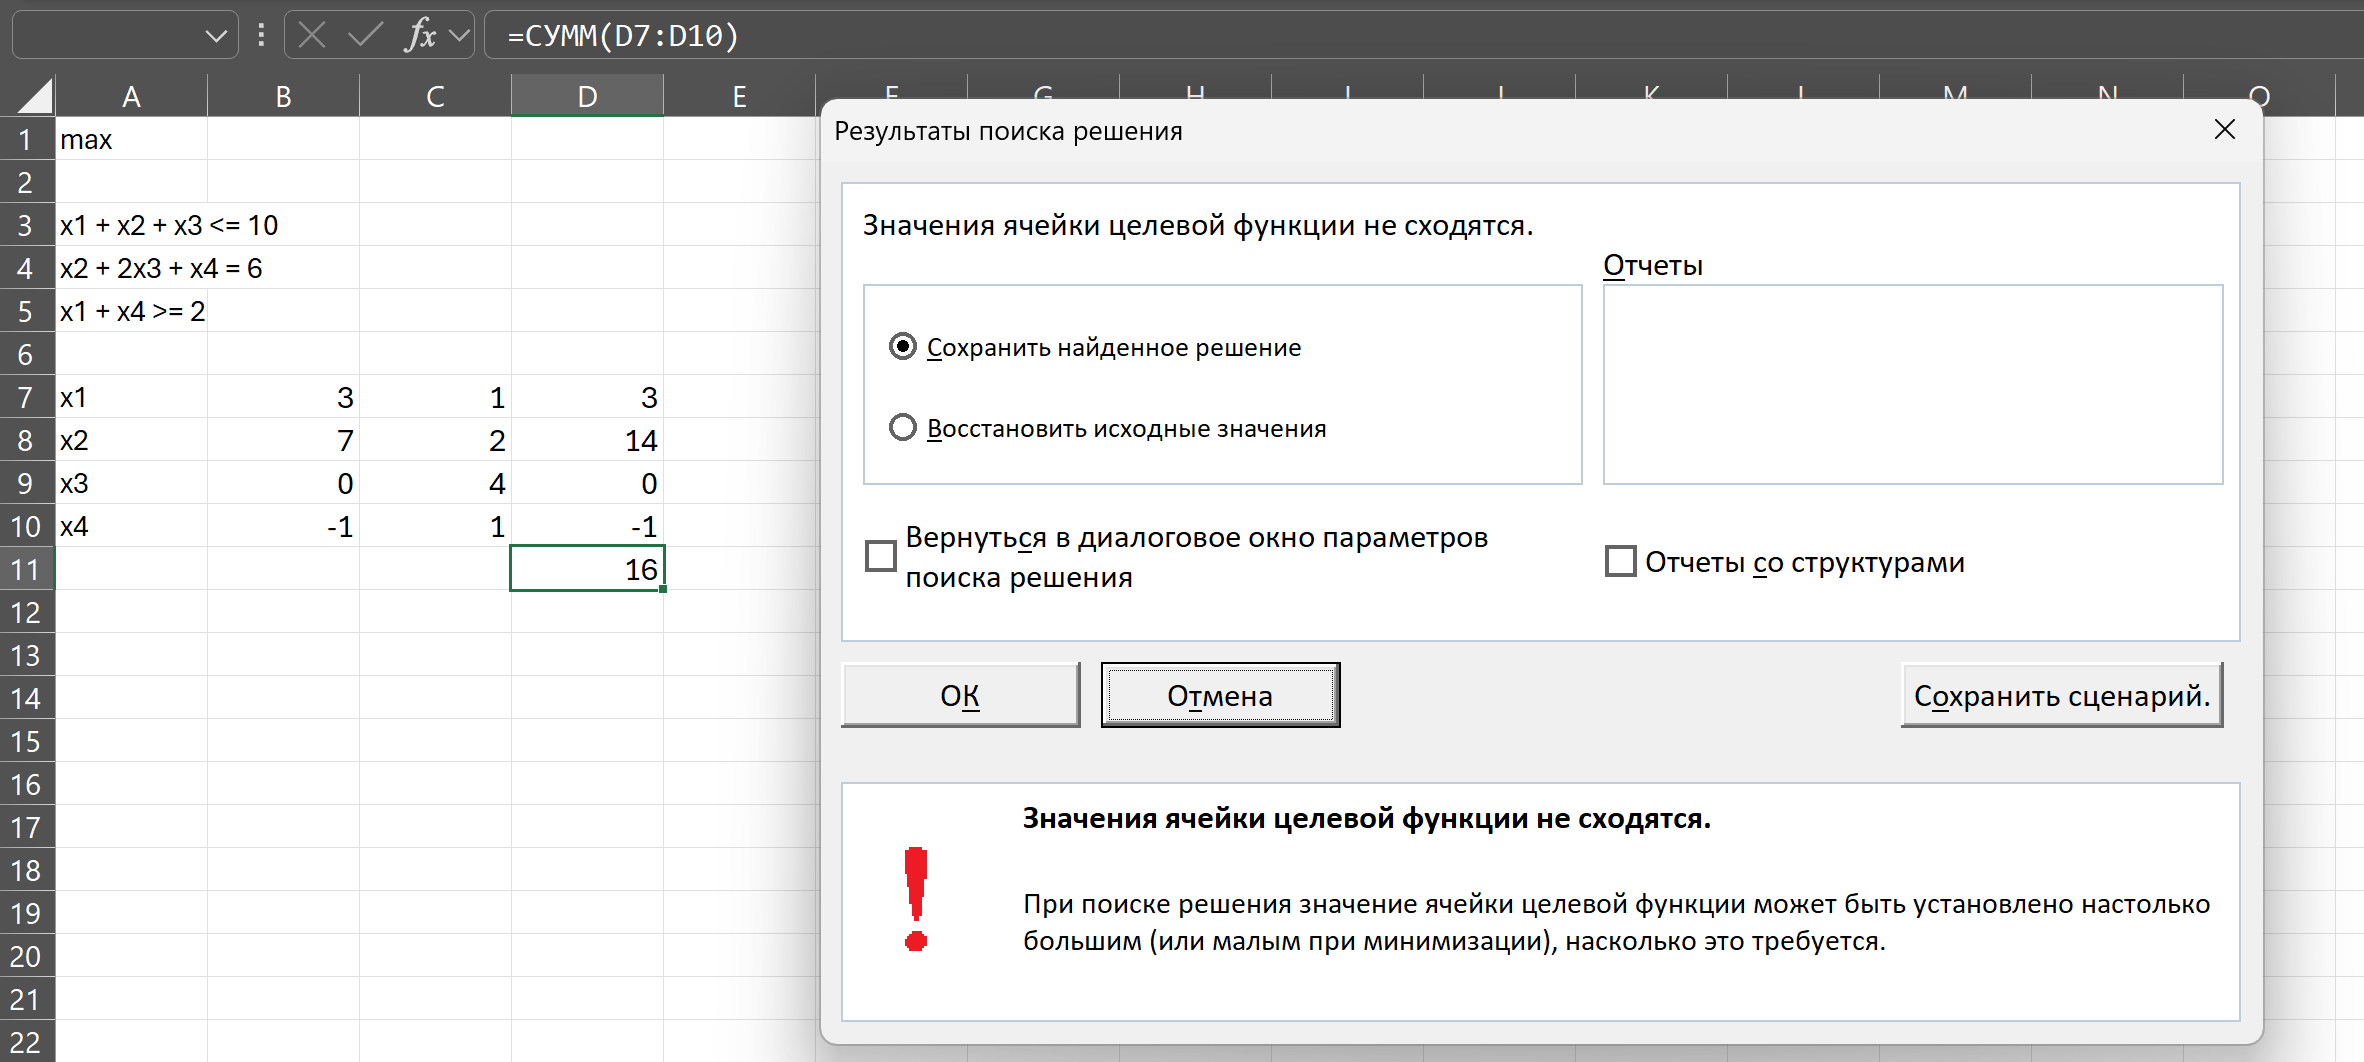 fx =СУММ(D7:D10)
A B C D E F G H I J K L M N O
1 max
2
3 x1 + x2 + x3 <= 10
4 x2 + 2x3 + x4 = 6
5 x1 + x4 >= 2
6
7 x1 3 1 3
8 x2 7 2 14
9 x3 0 4 0
10 x4 -1 1 -1
11 16
12
13
14
15
16
17
18
19
20
21
22
Результаты поиска решения
Значения ячейки целевой функции не сходятся.
Отчеты
Сохранить найденное решение
Восстановить исходные значения
Вернуться в диалоговое окно параметров
поиска решения
Отчеты со структурами
ОК Отмена Сохранить сценарий.
Значения ячейки целевой функции не сходятся.
При поиске решения значение ячейки целевой функции может быть установлено настолько
большим (или малым при минимизации), насколько это требуется.